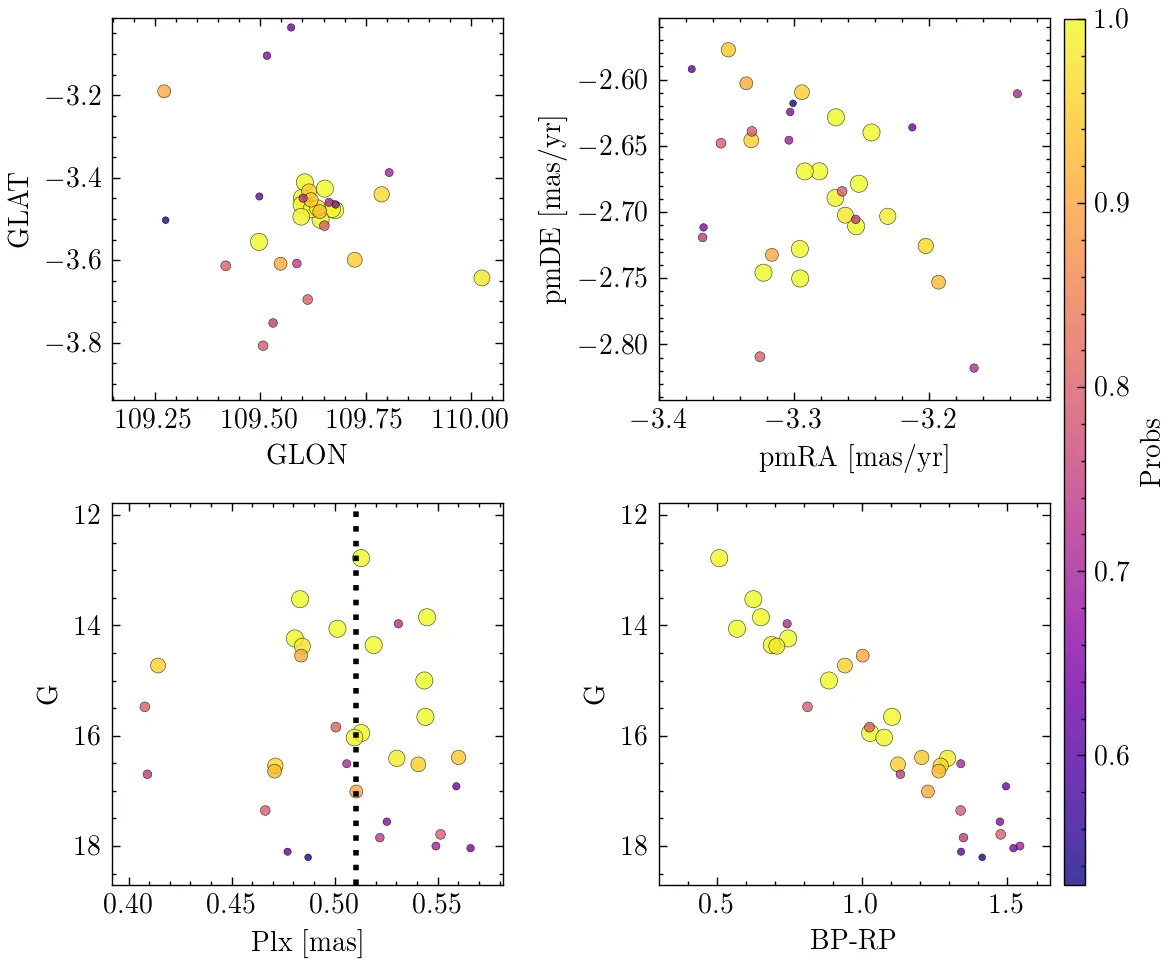 −3.2
−3.4
−3.6
−3.8
GLAT
109.25 109.50 109.75 110.00
GLON
−2.60
−2.65
−2.70
−2.75
−2.80
pmDE [mas/yr]
−3.4 −3.3 −3.2
pmRA [mas/yr]
1.0
0.9
0.8
0.7
0.6
Probs
12
14
16
18
G
0.40 0.45 0.50 0.55
Plx [mas]
12
14
16
18
G
0.5 1.0 1.5
BP-RP